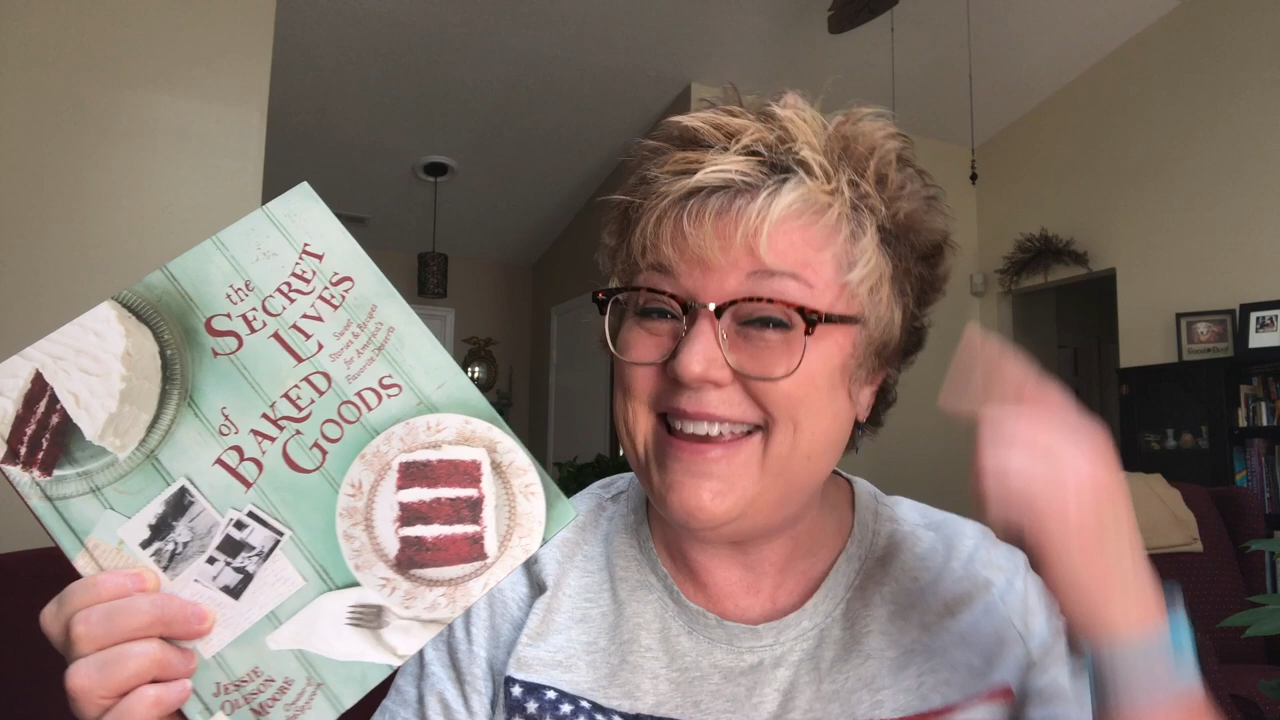 the
SECRET
LIVES
Sweet
Stories & Recipes
for America's
Favorite Desserts
of
BAKED
GOODS
JESSIE
OLESON
MOORE